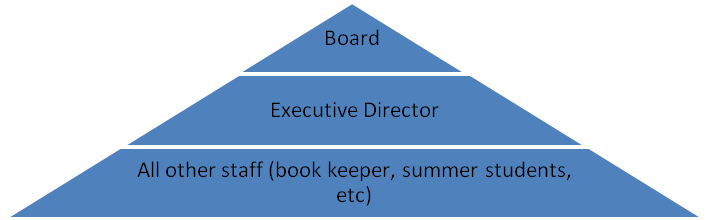 Board
Executive Director
All other staff (book keeper, summer students,
etc)